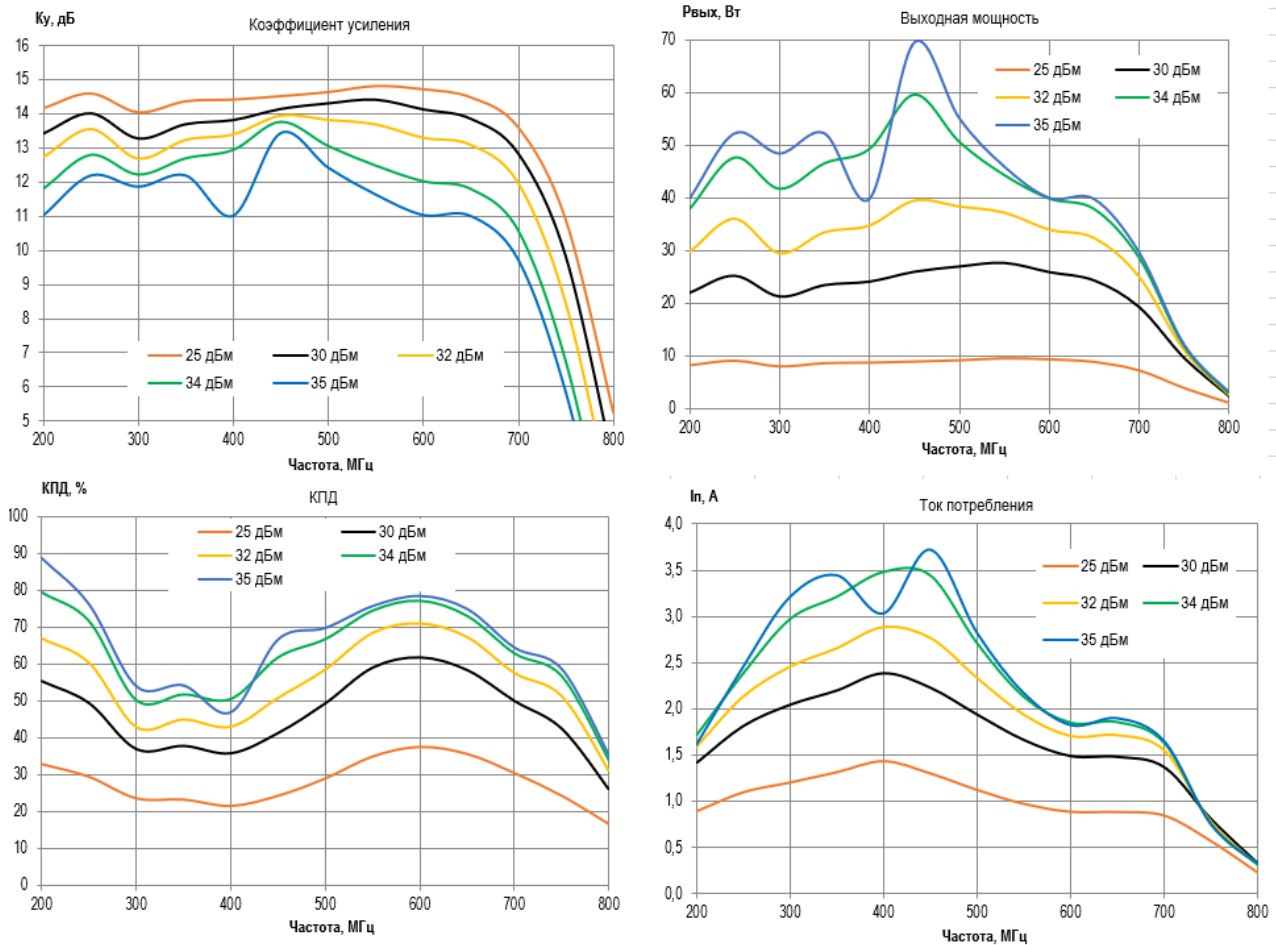 Ку, дБ
Коэффициент усиления
16
15
14
13
12
11
10
9
8
7
6
5
25 дБм
30 дБм
32 дБм
34 дБм
35 дБм
200
300
400
500
600
700
800
Частота, МГц
Рвых, Вт
Выходная мощность
70
60
50
40
30
20
10
0
25 дБм
30 дБм
32 дБм
34 дБм
35 дБм
200
300
400
500
600
700
800
Частота, МГц
КПД, %
КПД
100
90
80
70
60
50
40
30
20
10
0
25 дБм
30 дБм
32 дБм
34 дБм
35 дБм
200
300
400
500
600
700
800
Частота, МГц
Iп, А
Ток потребления
4,0
3,5
3,0
2,5
2,0
1,5
1,0
0,5
0,0
25 дБм
30 дБм
32 дБм
34 дБм
35 дБм
200
300
400
500
600
700
800
Частота, МГц